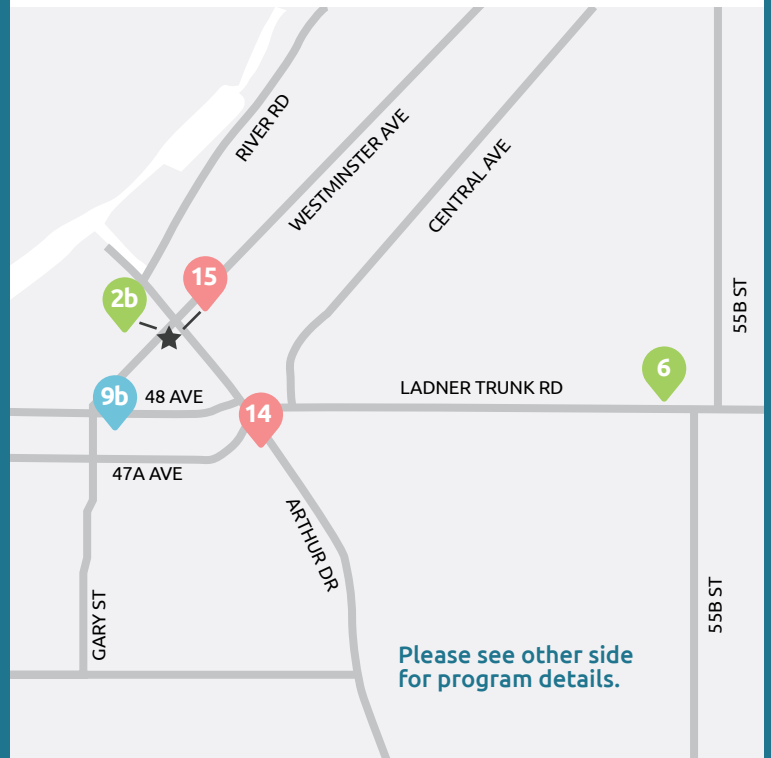 RIVER RD
WESTMINSTER AVE
CENTRAL AVE
15
2b
55B ST
6
9b
48 AVE
LADNER TRUNK RD
14
47A AVE
ARTHUR DR
GARY ST
55B ST
Please see other side
for program details.